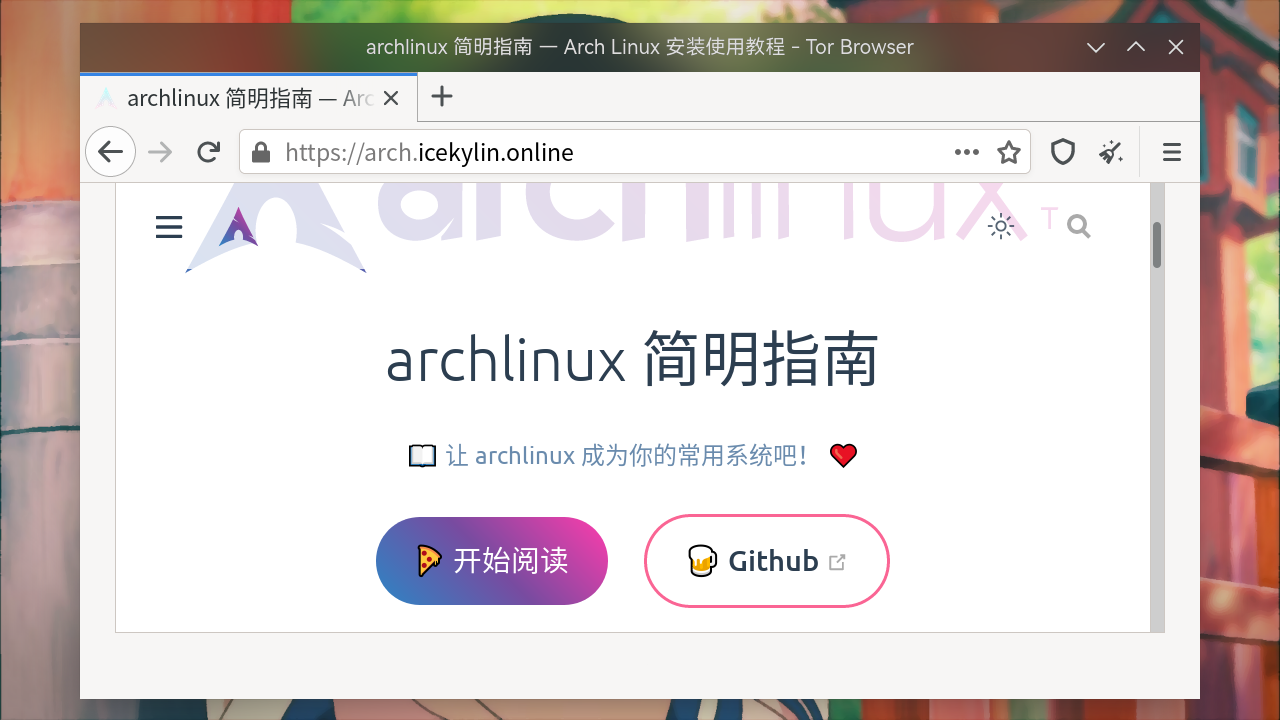 archlinux 简明指南 — Arch Linux 安装使用教程 - Tor Browser
archlinux 简明指南 — Arc
https://arch.icekylin.online
archlinux T
archlinux 简明指南
📖 让 archlinux 成为你的常用系统吧！ ❤️
🍕 开始阅读
🍺 Github